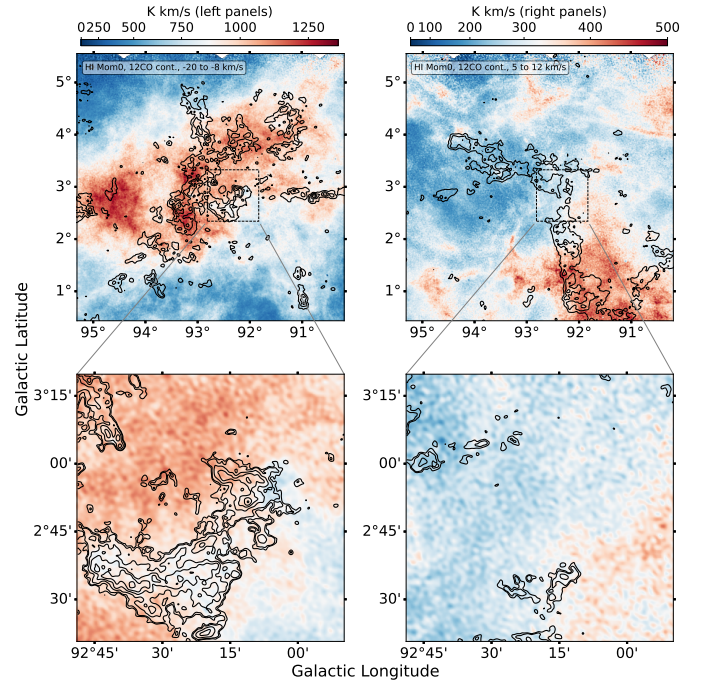 K km/s (left panels) K km/s (right panels)
0 250 500 750 1000 1250 0 100 200 300 400 500
HI Mom0, 12CO cont., -20 to -8 km/s HI Mom0, 12CO cont., 5 to 12 km/s
5° 5°
4° 4°
3° 3°
2° 2°
1° 1°
95° 94° 93° 92° 91° 95° 94° 93° 92° 91°
Galactic Latitude
3°15' 3°15'
00' 00'
2°45' 2°45'
30' 30'
92°45' 30' 15' 00' 92°45' 30' 15' 00'
Galactic Longitude